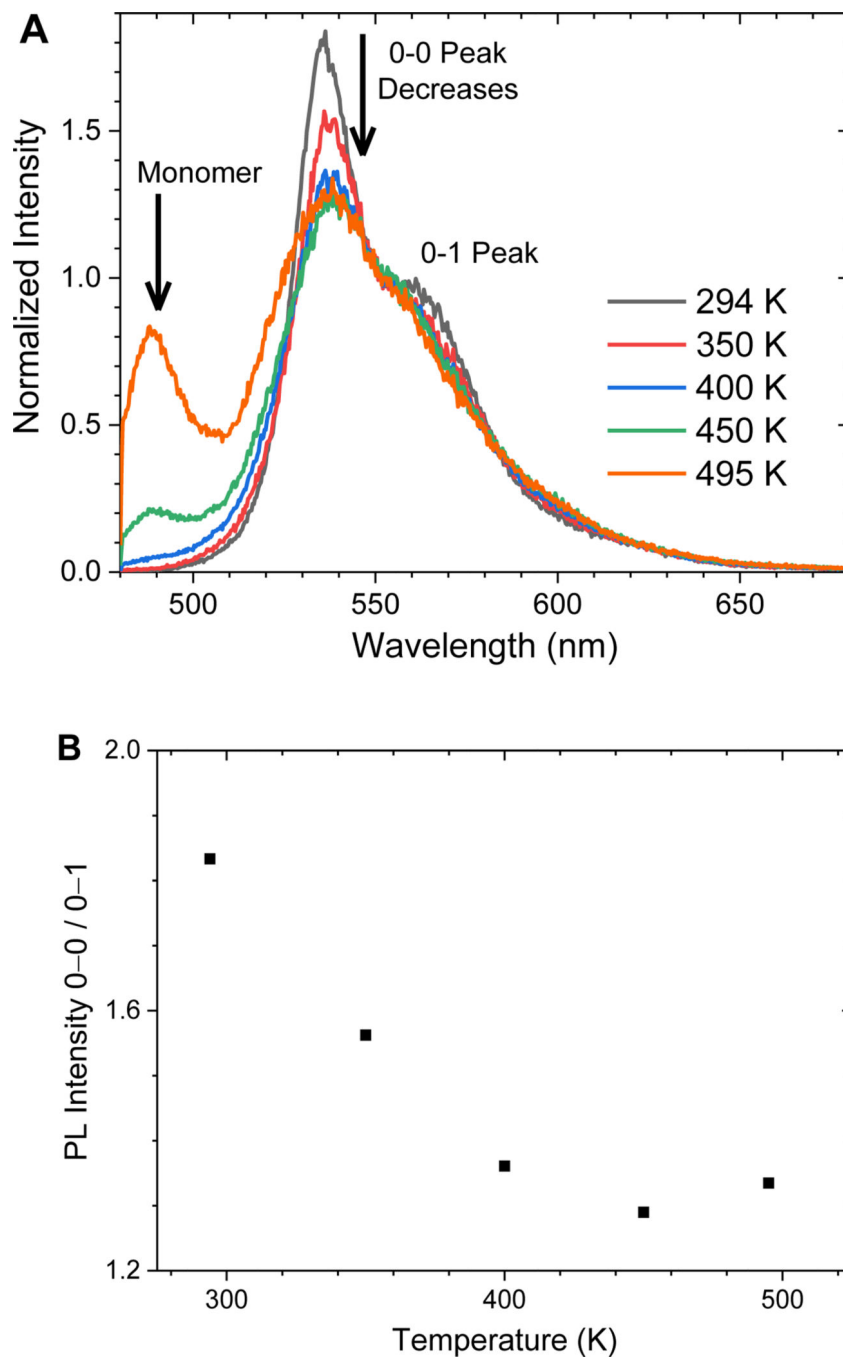 A
0-0 Peak
Decreases
Monomer
0-1 Peak
294 K
350 K
400 K
450 K
495 K
Normalized Intensity
1.5
1.0
0.5
0.0
500 550 600 650
Wavelength (nm)
B
PL Intensity 0–0 / 0–1
2.0
1.6
1.2
300 400 500
Temperature (K)